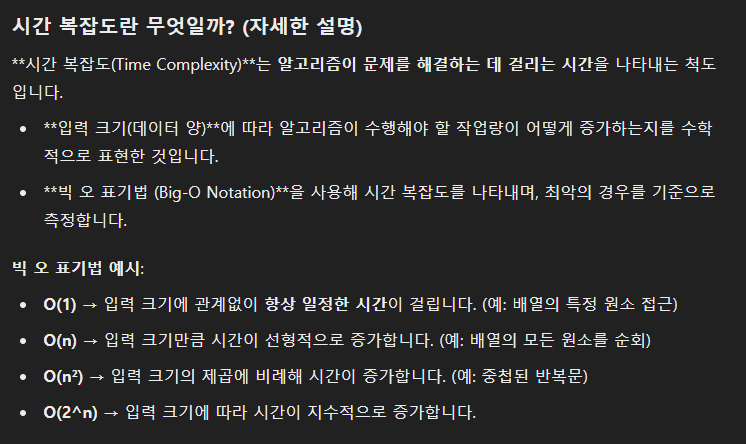 시간 복잡도란 무엇일까? (자세한 설명)
**시간 복잡도(Time Complexity)**는 알고리즘이 문제를 해결하는 데 걸리는 시간을 나타내는 척도
입니다.
• **입력 크기(데이터 양)**에 따라 알고리즘이 수행해야 할 작업량이 어떻게 증가하는지를 수학
적으로 표현한 것입니다.
• **빅 오 표기법 (Big-O Notation)**을 사용해 시간 복잡도를 나타내며, 최악의 경우를 기준으로
측정합니다.
빅 오 표기법 예시:
• O(1) → 입력 크기에 관계없이 항상 일정한 시간이 걸립니다. (예: 배열의 특정 원소 접근)
• O(n) → 입력 크기만큼 시간이 선형적으로 증가합니다. (예: 배열의 모든 원소를 순회)
• O(n²) → 입력 크기의 제곱에 비례해 시간이 증가합니다. (예: 중첩된 반복문)
• O(2^n) → 입력 크기에 따라 시간이 지수적으로 증가합니다.